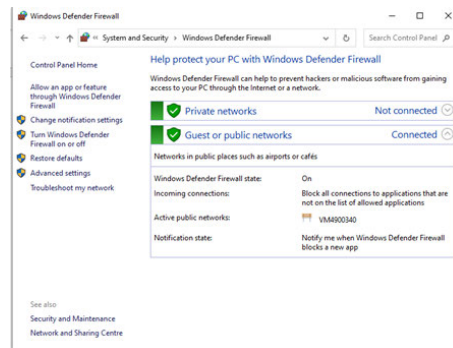 Windows Defender Firewall
System and Security › Windows Defender Firewall
Search Control Panel
Control Panel Home
Allow an app or feature
through Windows Defender
Firewall
Change notification settings
Turn Windows Defender
Firewall on or off
Restore defaults
Advanced settings
Troubleshoot my network
Help protect your PC with Windows Defender Firewall
Windows Defender Firewall can help to prevent hackers or malicious software from gaining
access to your PC through the Internet or a network.
Private networks Not connected
Guest or public networks Connected
Networks in public places such as airports or cafés
Windows Defender Firewall state: On
Incoming connections: Block all connections to applications that are
not on the list of allowed applications
Active public networks: VM4900340
Notification state: Notify me when Windows Defender Firewall
blocks a new app
See also
Security and Maintenance
Network and Sharing Centre